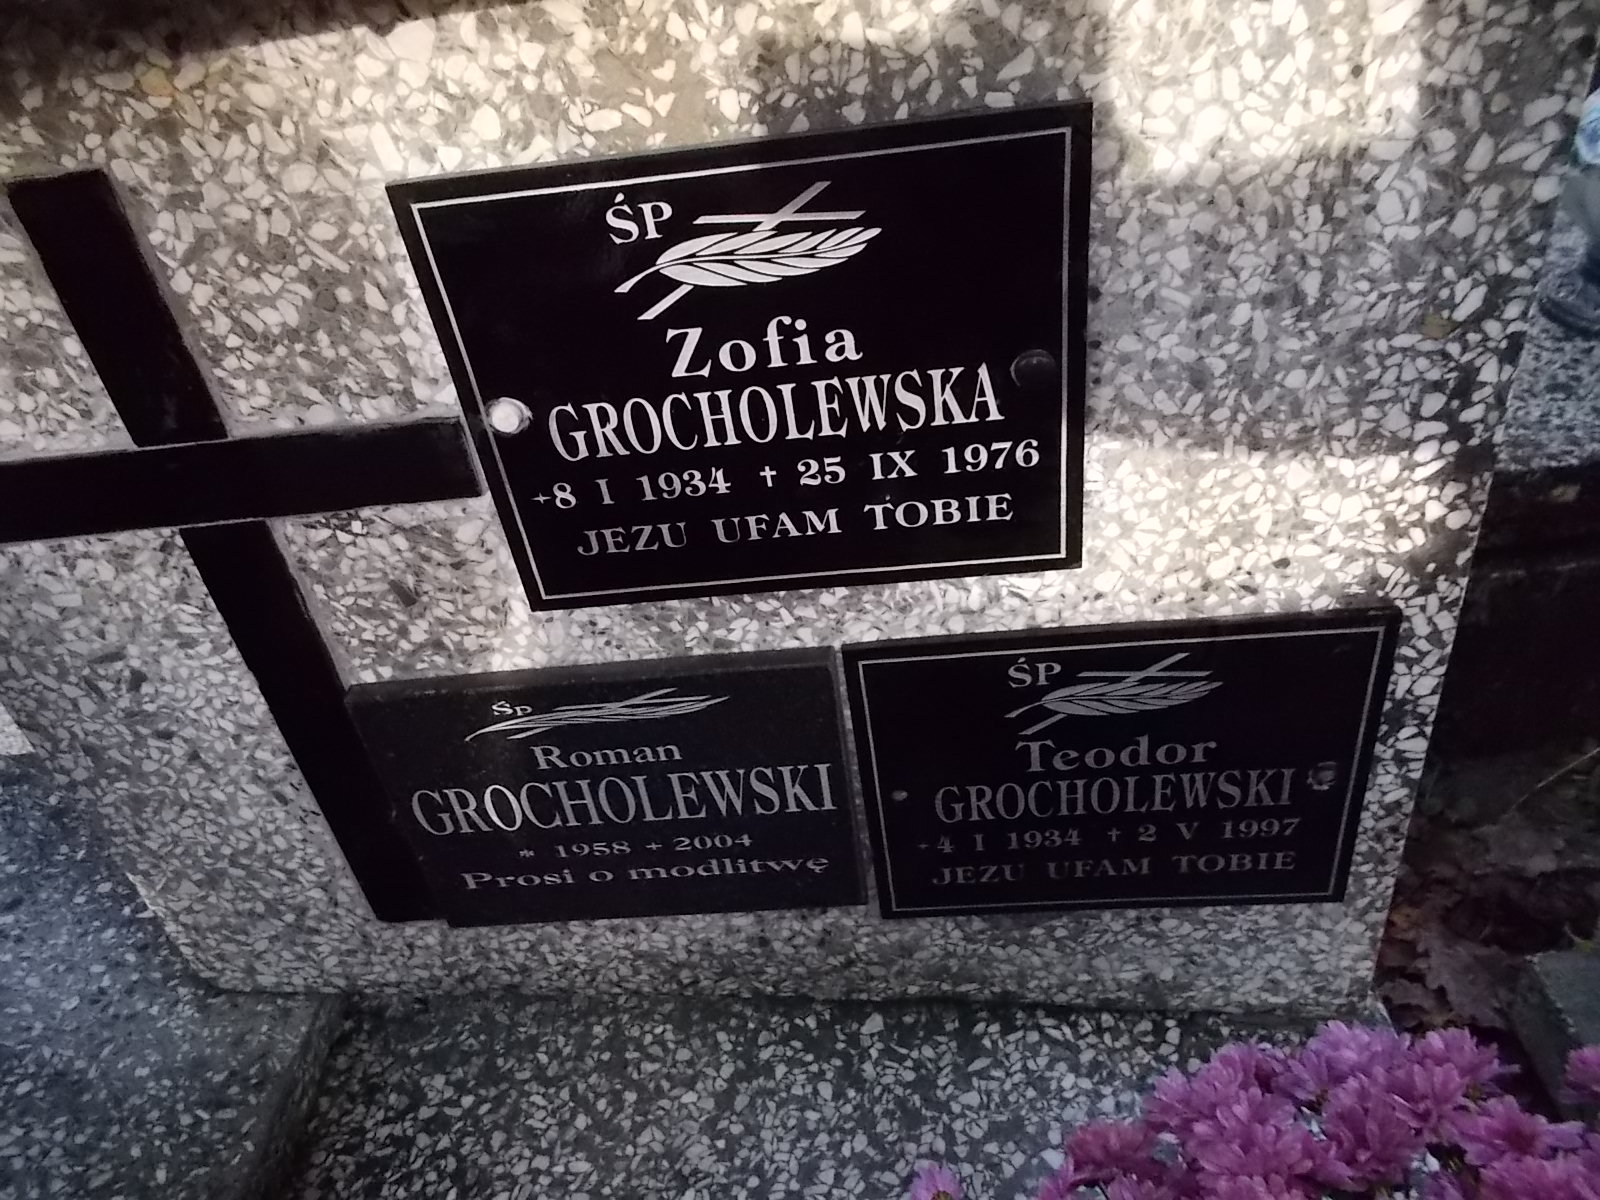 ŚP
Zofia
GROCHOLEWSKA
*8 I 1934 † 25 IX 1976
JEZU UFAM TOBIE
Śp
Roman
GROCHOLEWSKI
* 1958 + 2004
Prosi o modlitwę
ŚP
Teodor
GROCHOLEWSKI
*4 I 1934 † 2 V 1997
JEZU UFAM TOBIE